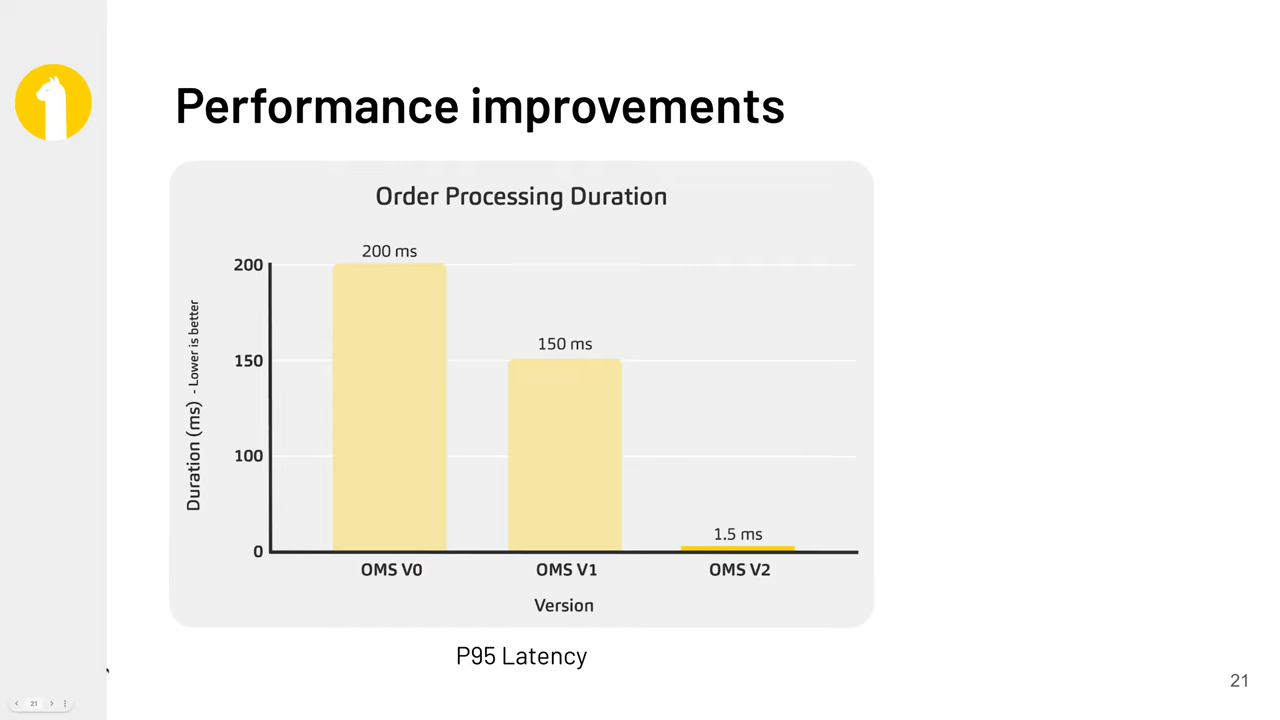 Performance improvements
Order Processing Duration
Duration (ms) - Lower is better
200
150
100
0
200 ms
150 ms
1.5 ms
OMS V0
OMS V1
OMS V2
Version
P95 Latency
21
21